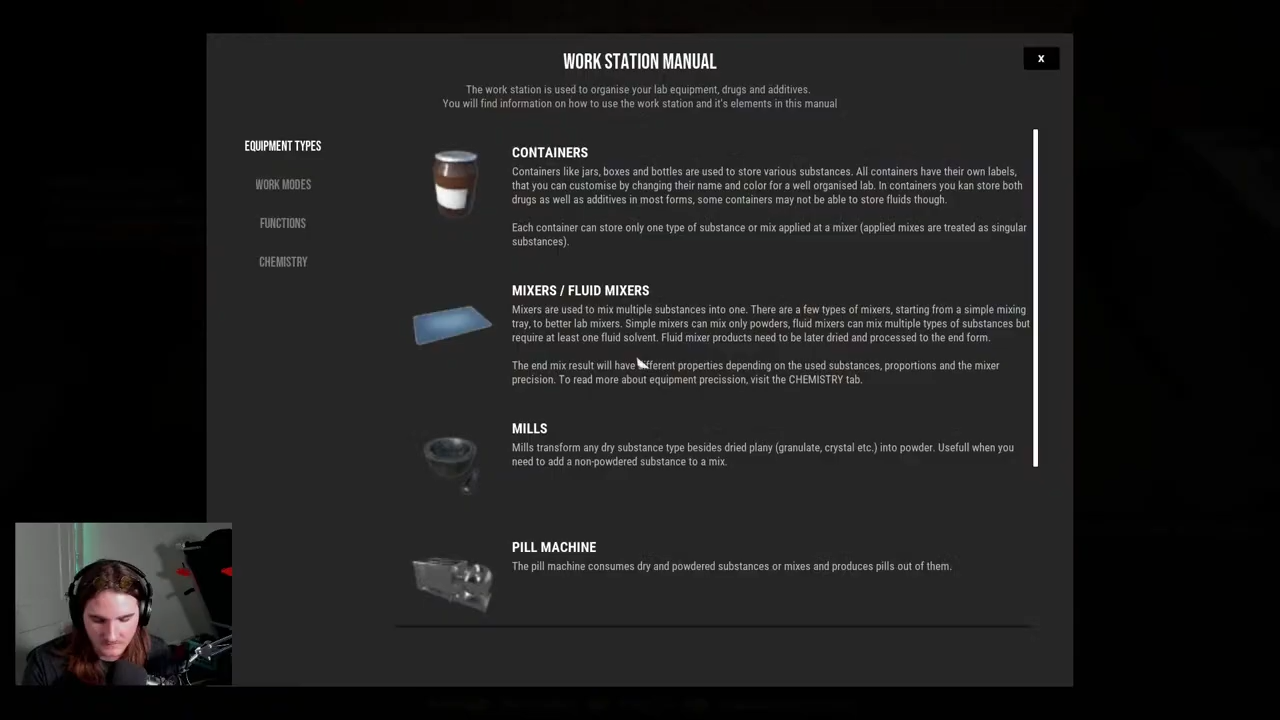 WORK STATION MANUAL
X
The work station is used to organise your lab equipment, drugs and additives.
You will find information on how to use the work station and it's elements in this manual
EQUIPMENT TYPES
WORK MODES
FUNCTIONS
CHEMISTRY
CONTAINERS
Containers like jars, boxes and bottles are used to store various substances. All containers have their own labels,
that you can customise by changing their name and color for a well organised lab. In containers you kan store both
drugs as well as additives in most forms, some containers may not be able to store fluids though.
Each container can store only one type of substance or mix applied at a mixer (applied mixes are treated as singular
substances).
MIXERS / FLUID MIXERS
Mixers are used to mix multiple substances into one. There are a few types of mixers, starting from a simple mixing
tray, to better lab mixers. Simple mixers can mix only powders, fluid mixers can mix multiple types of substances but
require at least one fluid solvent. Fluid mixer products need to be later dried and processed to the end form.
The end mix result will have different properties depending on the used substances, proportions and the mixer
precision. To read more about equipment precission, visit the CHEMISTRY tab.
MILLS
Mills transform any dry substance type besides dried plany (granulate, crystal etc.) into powder. Usefull when you
need to add a non-powdered substance to a mix.
PILL MACHINE
The pill machine consumes dry and powdered substances or mixes and produces pills out of them.